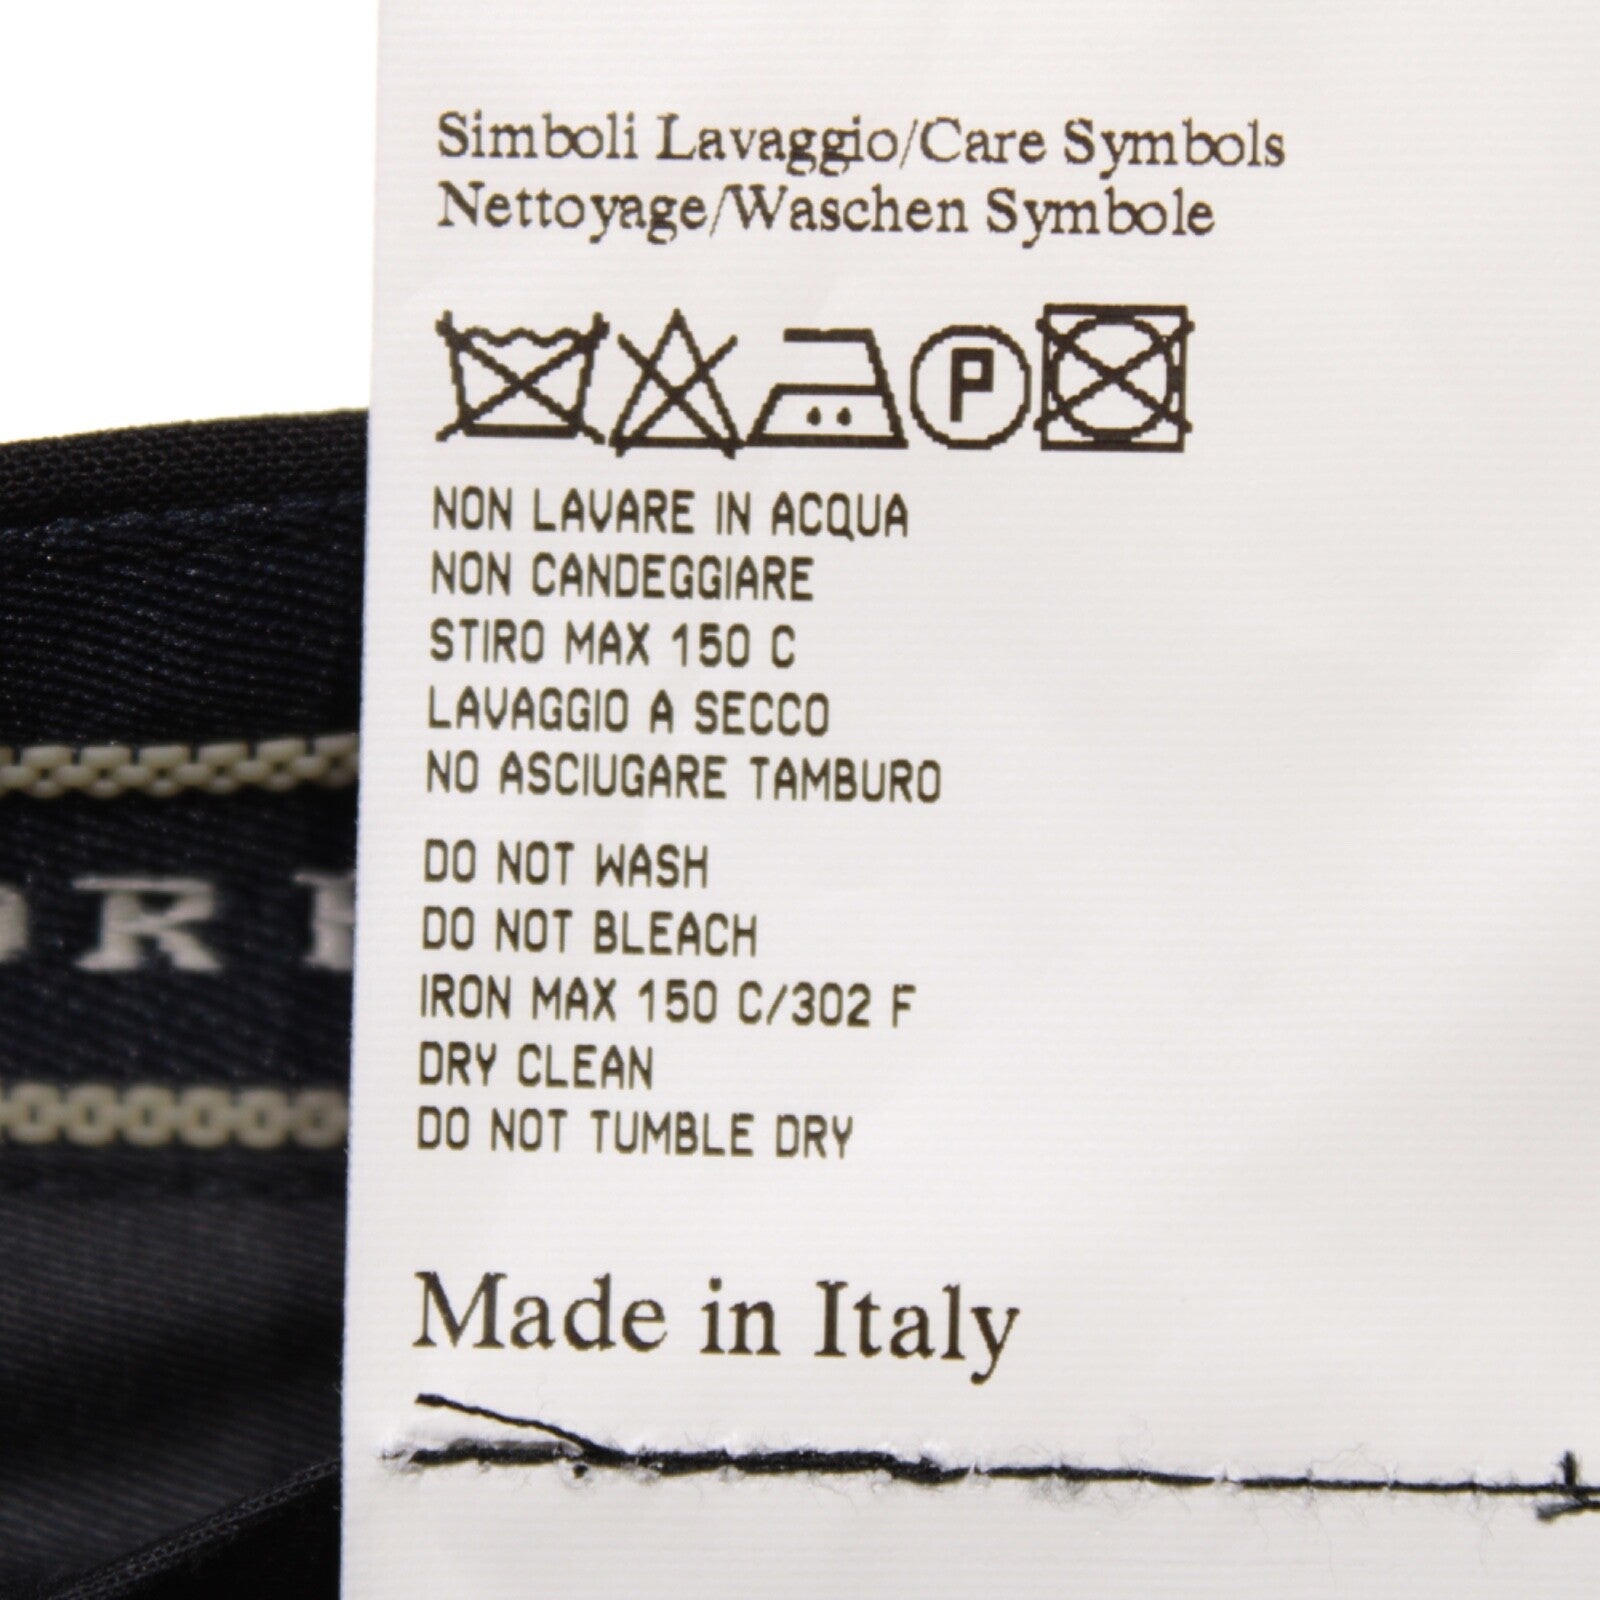 Simboli Lavaggio/Care Symbols
Nettoyage/Waschen Symbole
P
NON LAVARE IN ACQUA
NON CANDEGGIARE
STIRO MAX 150 C
LAVAGGIO A SECCO
NO ASCIUGARE TAMBURO
DO NOT WASH
DO NOT BLEACH
IRON MAX 150 C/302 F
DRY CLEAN
DO NOT TUMBLE DRY
Made in Italy